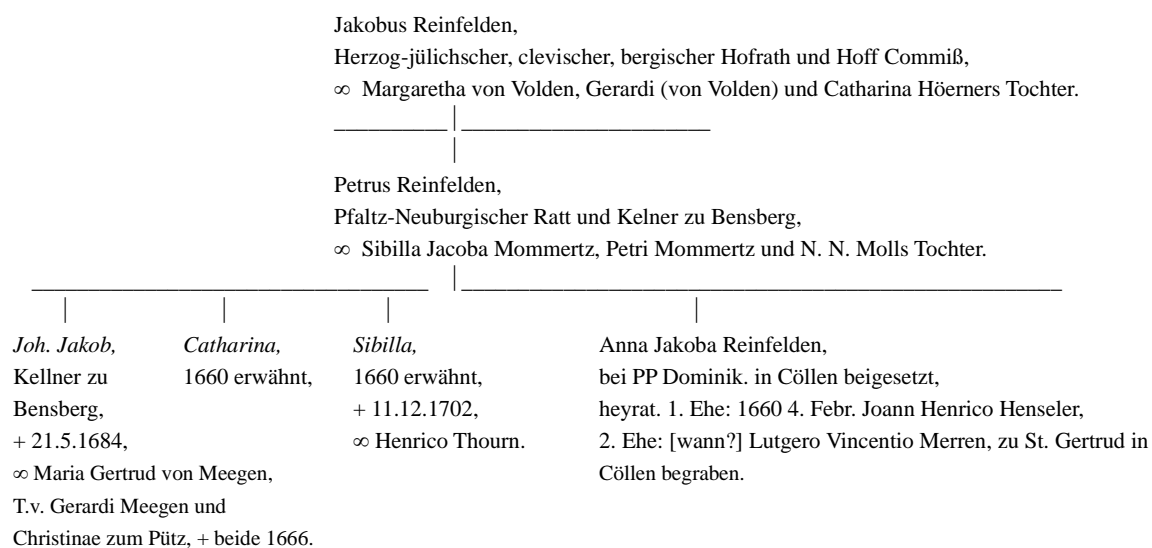 Jakobus Reinfelden,
Herzog-jülichscher, clevischer, bergischer Hofrath und Hoff Commiß,
∞ Margaretha von Volden, Gerardi (von Volden) und Catharina Höerners Tochter.
Petrus Reinfelden,
Pfaltz-Neuburgischer Ratt und Kelner zu Bensberg,
∞ Sibilla Jacoba Mommertz, Petri Mommertz und N. N. Molls Tochter.
Joh. Jakob,
Kellner zu
Bensberg,
+ 21.5.1684,
∞ Maria Gertrud von Meegen,
T.v. Gerardi Meegen und
Christinae zum Pütz, + beide 1666.
Catharina,
1660 erwähnt,
Sibilla,
1660 erwähnt,
+ 11.12.1702,
∞ Henrico Thourn.
Anna Jakoba Reinfelden,
bei PP Dominik. in Cöllen beigesetzt,
heyrat. 1. Ehe: 1660 4. Febr. Joann Henrico Henseler,
2. Ehe: [wann?] Lutgero Vincentio Merren, zu St. Gertrud in
Cöllen begraben.